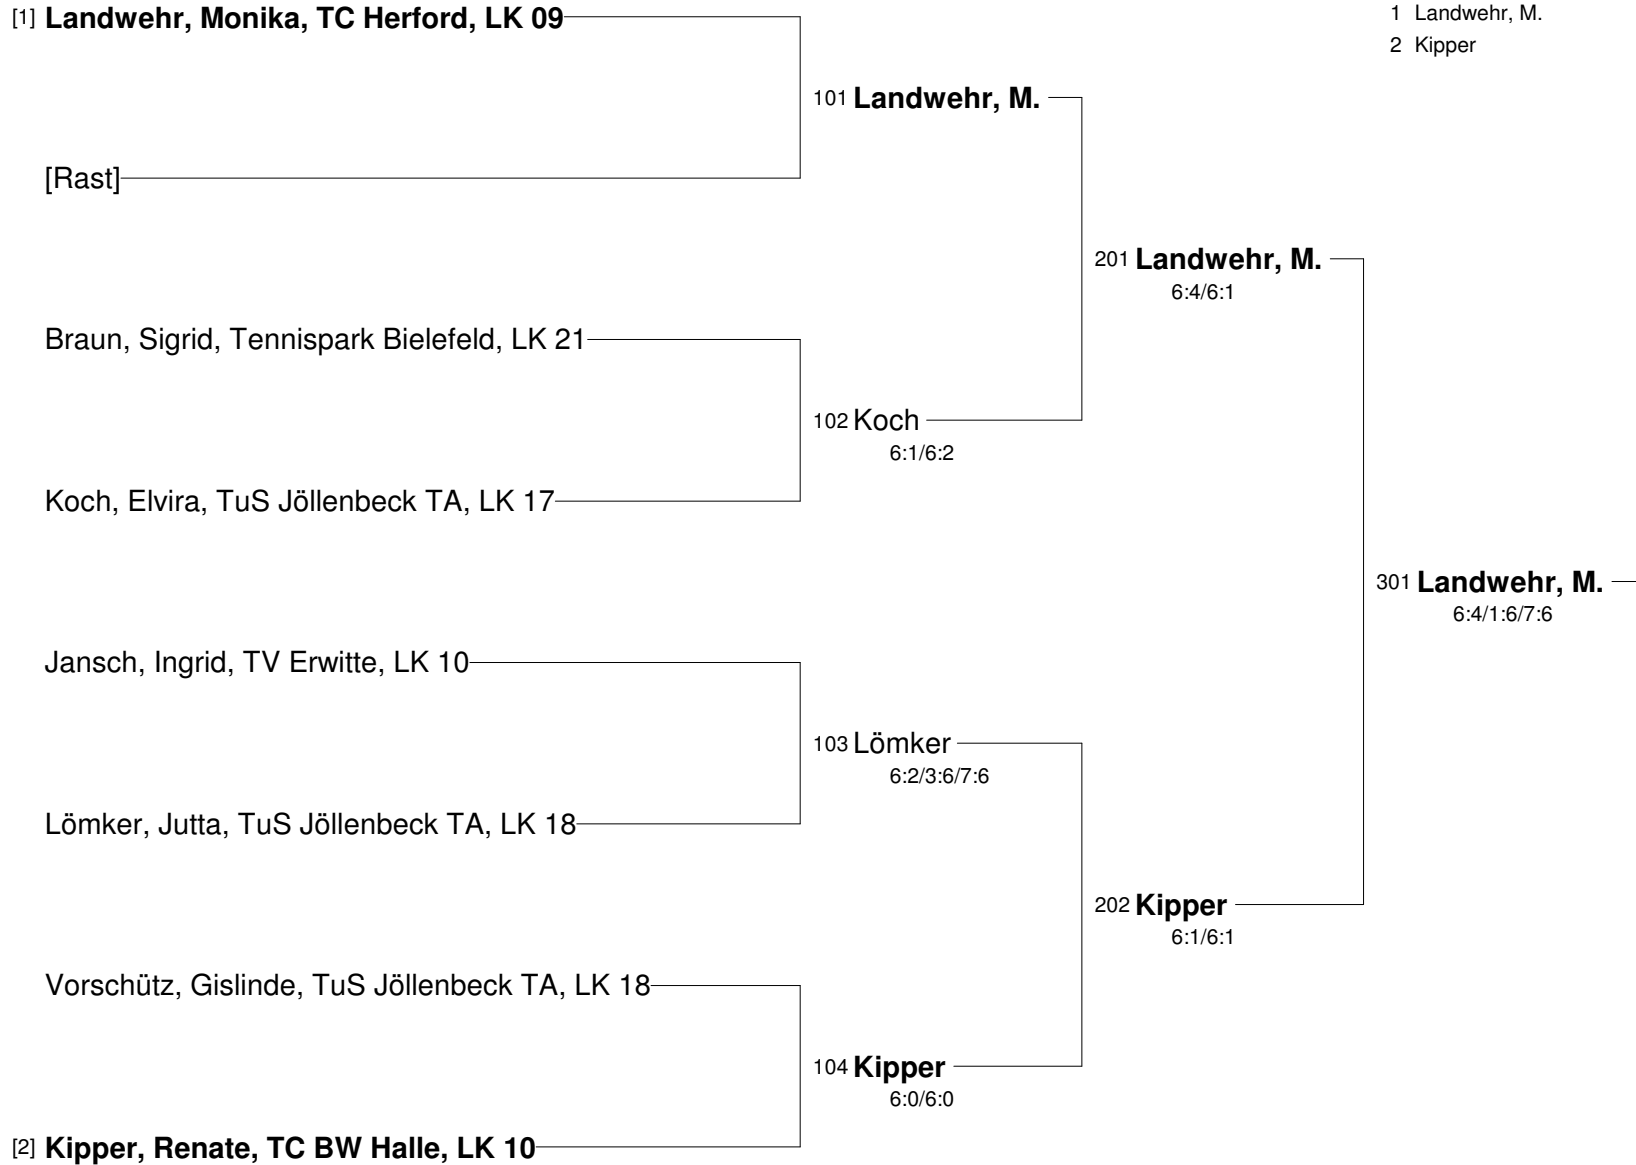 [1] Landwehr, Monika, TC Herford, LK 09
1 Landwehr, M.
2 Kipper
101 Landwehr, M.
[Rast]
201 Landwehr, M.
6:4/6:1
Braun, Sigrid, Tennispark Bielefeld, LK 21
102 Koch
6:1/6:2
Koch, Elvira, TuS Jöllenbeck TA, LK 17
301 Landwehr, M.
6:4/1:6/7:6
Jansch, Ingrid, TV Erwitte, LK 10
103 Lömker
6:2/3:6/7:6
Lömker, Jutta, TuS Jöllenbeck TA, LK 18
202 Kipper
6:1/6:1
Vorschütz, Gislinde, TuS Jöllenbeck TA, LK 18
104 Kipper
6:0/6:0
[2] Kipper, Renate, TC BW Halle, LK 10